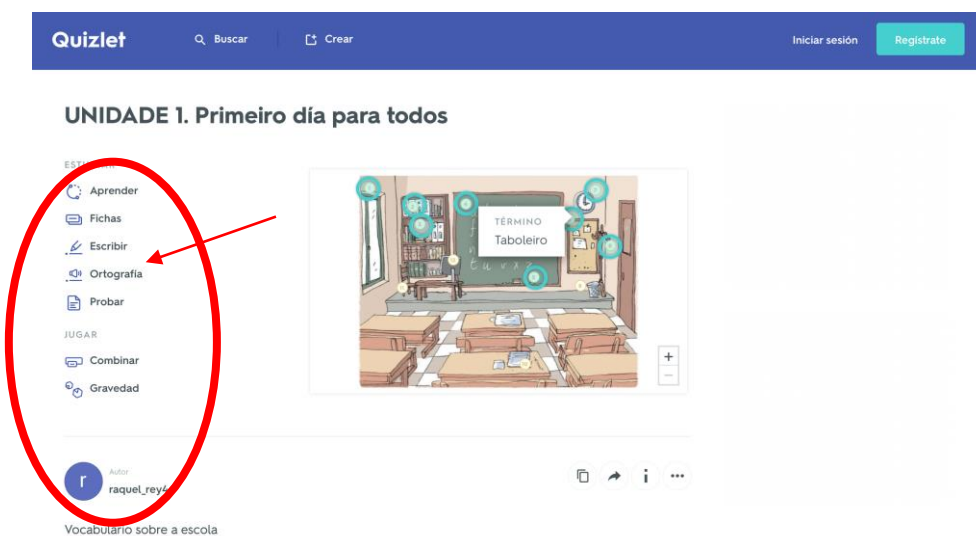 Quizlet
Buscar
Crear
Iniciar sesión
Regístrate
UNIDADE 1. Primeiro día para todos
Aprender
Fichas
Escribir
Ortografía
Probar
JUGAR
Combinar
Gravedad
TÉRMINO
Taboleiro
r
Autor
Vocabulario sobre a escola